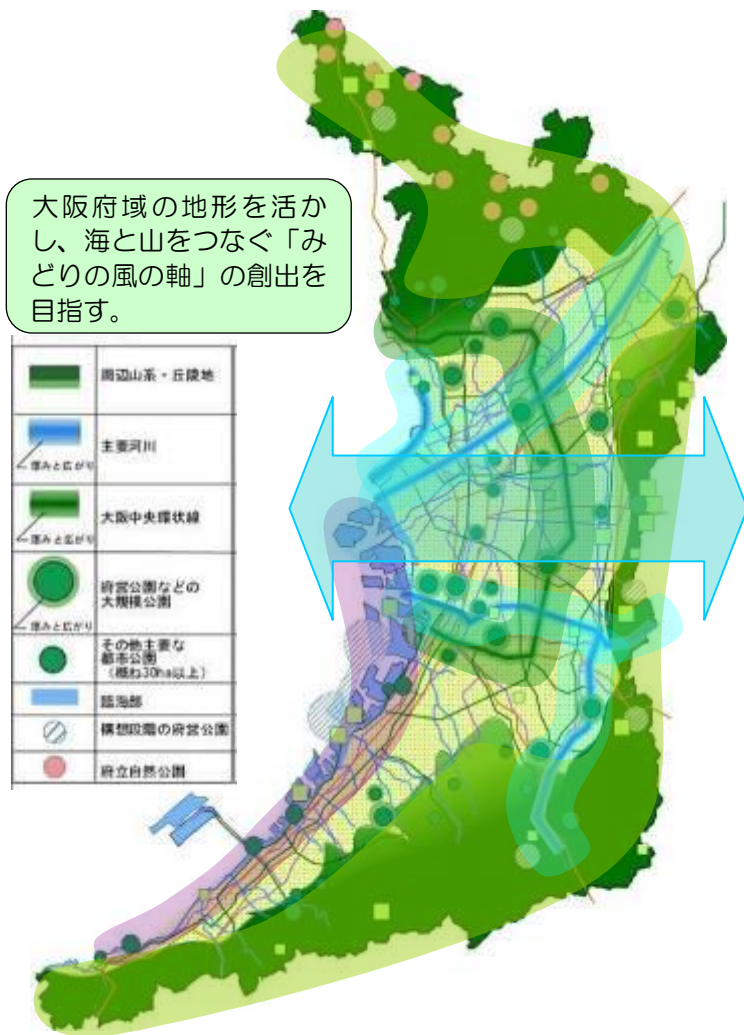 大阪府域の地形を活か
し、海と山をつなぐ「み
どりの風の軸」の創出を
目指す。
周辺山系・丘陵地
主要河川
厚みと広がり
大阪中央環状線
厚みと広がり
府営公園などの
大規模公園
厚みと広がり
その他主要な
都市公園
（概ね30ha以上）
臨海部
構想段階の府営公園
府立自然公園